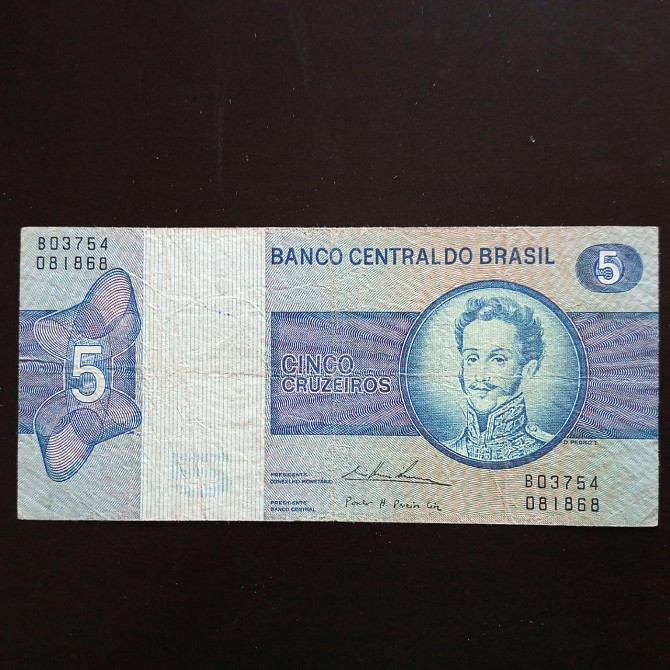 B03754
081868
BANCO CENTRAL DO BRASIL
5
5
CINCO
CRUZEIROS
D. PEDRO I
PRESIDENTE
CONSELHO MONETÁRIO
PRESIDENTE
BANCO CENTRAL
B03754
081868